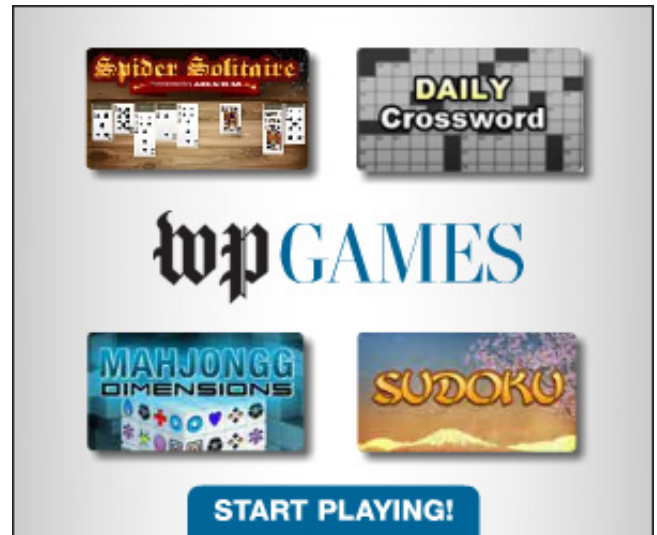 Spider Solitaire
DAILY
Crossword
wp GAMES
MAHJONGG
DIMENSIONS
SUDOKU
START PLAYING!